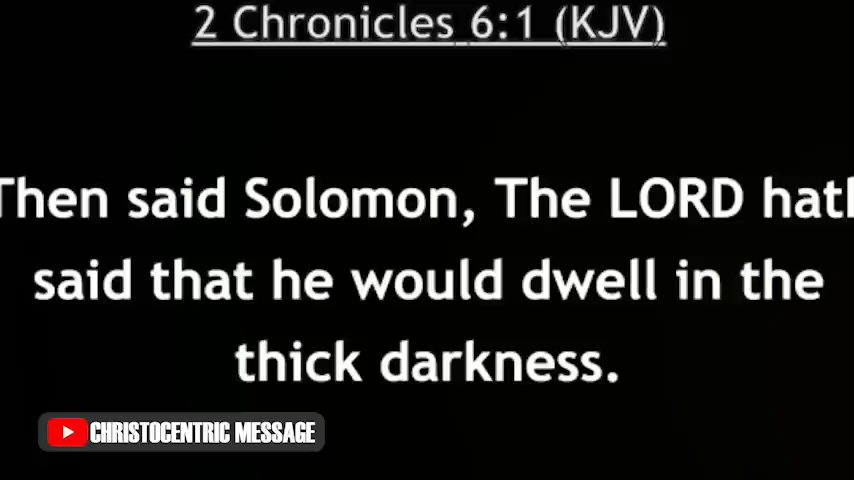 2 Chronicles 6:1 (KJV)
Then said Solomon, The LORD hath
said that he would dwell in the
thick darkness.
CHRISTOCENTRIC MESSAGE